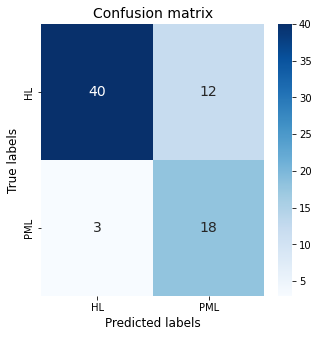 Confusion matrix
True labels
HL
40
12
PML
3
18
HL
PML
Predicted labels
40
35
30
25
20
15
10
5